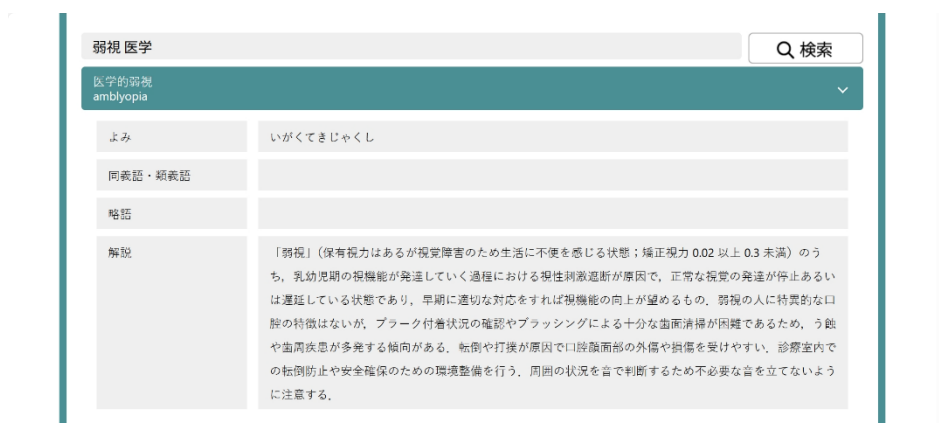 弱視 医学
検索
医学的弱視
amblyopia
よみ
いがくてきじゃくし
同義語・類義語
略語
解説
「弱視」（保有視力はあるが視覚障害のため生活に不便を感じる状態；矯正視力 0.02 以上 0.3 未満）のう
ち，乳幼児期の視機能が発達していく過程における視性刺激遮断が原因で，正常な視覚の発達が停止あるい
は遅延している状態であり，早期に適切な対応をすれば視機能の向上が望めるもの．弱視の人に特異的な口
腔の特徴はないが，プラーク付着状況の確認やブラッシングによる十分な歯面清掃が困難であるため，う蝕
や歯周疾患が多発する傾向がある．転倒や打撲が原因で口腔顔面部の外傷や損傷を受けやすい．診療室内で
の転倒防止や安全確保のための環境整備を行う．周囲の状況を音で判断するため不必要な音を立てないよう
に注意する．